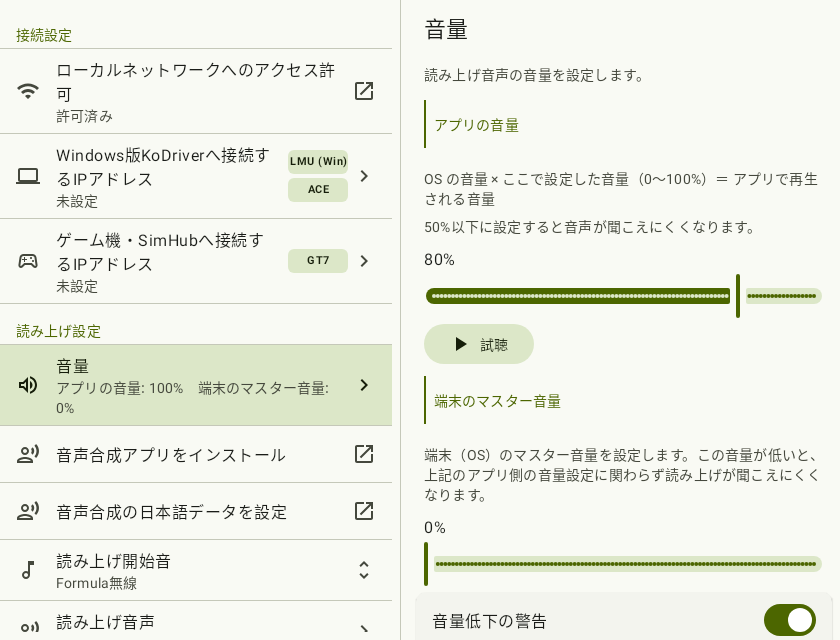 接続設定
ローカルネットワークへのアクセス許
可
許可済み
Windows版KoDriverへ接続す
るIPアドレス
未設定
LMU (Win)
ACE
ゲーム機・SimHubへ接続す
るIPアドレス
未設定
GT7
読み上げ設定
音量
アプリの音量: 100%　端末のマスター音量:
0%
音声合成アプリをインストール
音声合成の日本語データを設定
読み上げ開始音
Formula無線
読み上げ音声
音量
読み上げ音声の音量を設定します。
アプリの音量
OS の音量 × ここで設定した音量（0〜100%）＝ アプリで再生
される音量
50%以下に設定すると音声が聞こえにくくなります。
80%
試聴
端末のマスター音量
端末（OS）のマスター音量を設定します。この音量が低いと、
上記のアプリ側の音量設定に関わらず読み上げが聞こえにくく
なります。
0%
音量低下の警告